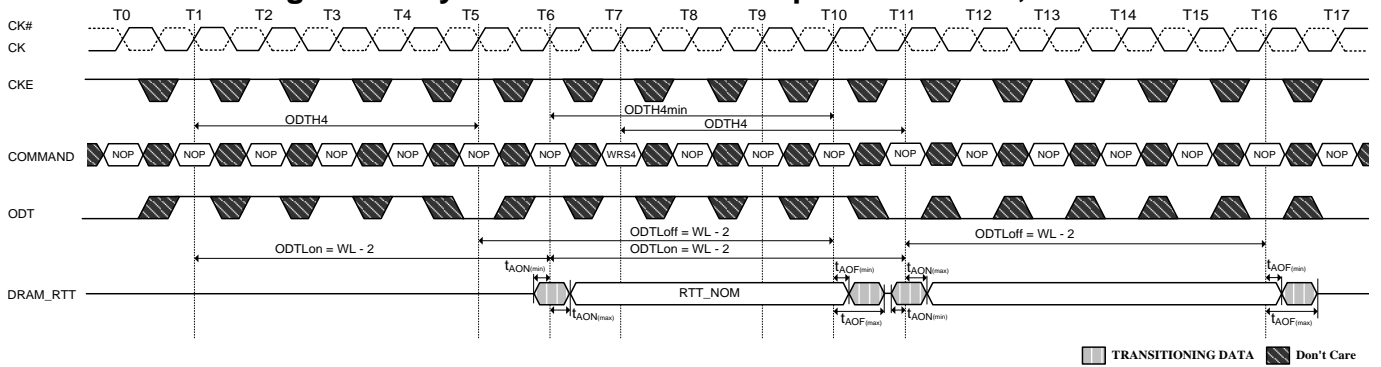 T0 T1 T2 T3 T4 T5 T6 T7 T8 T9 T10 T11 T12 T13 T14 T15 T16 T17
CK#
CK
CKE
ODTH4min
ODTH4 ODTH4
COMMAND NOP NOP NOP NOP NOP NOP NOP WRS4 NOP NOP NOP NOP NOP NOP NOP NOP NOP NOP
ODT
ODTLoff = WL - 2 ODTLoff = WL - 2
ODTLon = WL - 2 ODTLon = WL - 2
tAON(min) tAOF(min) tAON(max) tAOF(min)
DRAM_RTT RTT_NOM
tAON(max) tAOF(max) tAON(min) tAOF(max)
TRANSITIONING DATA Don't Care